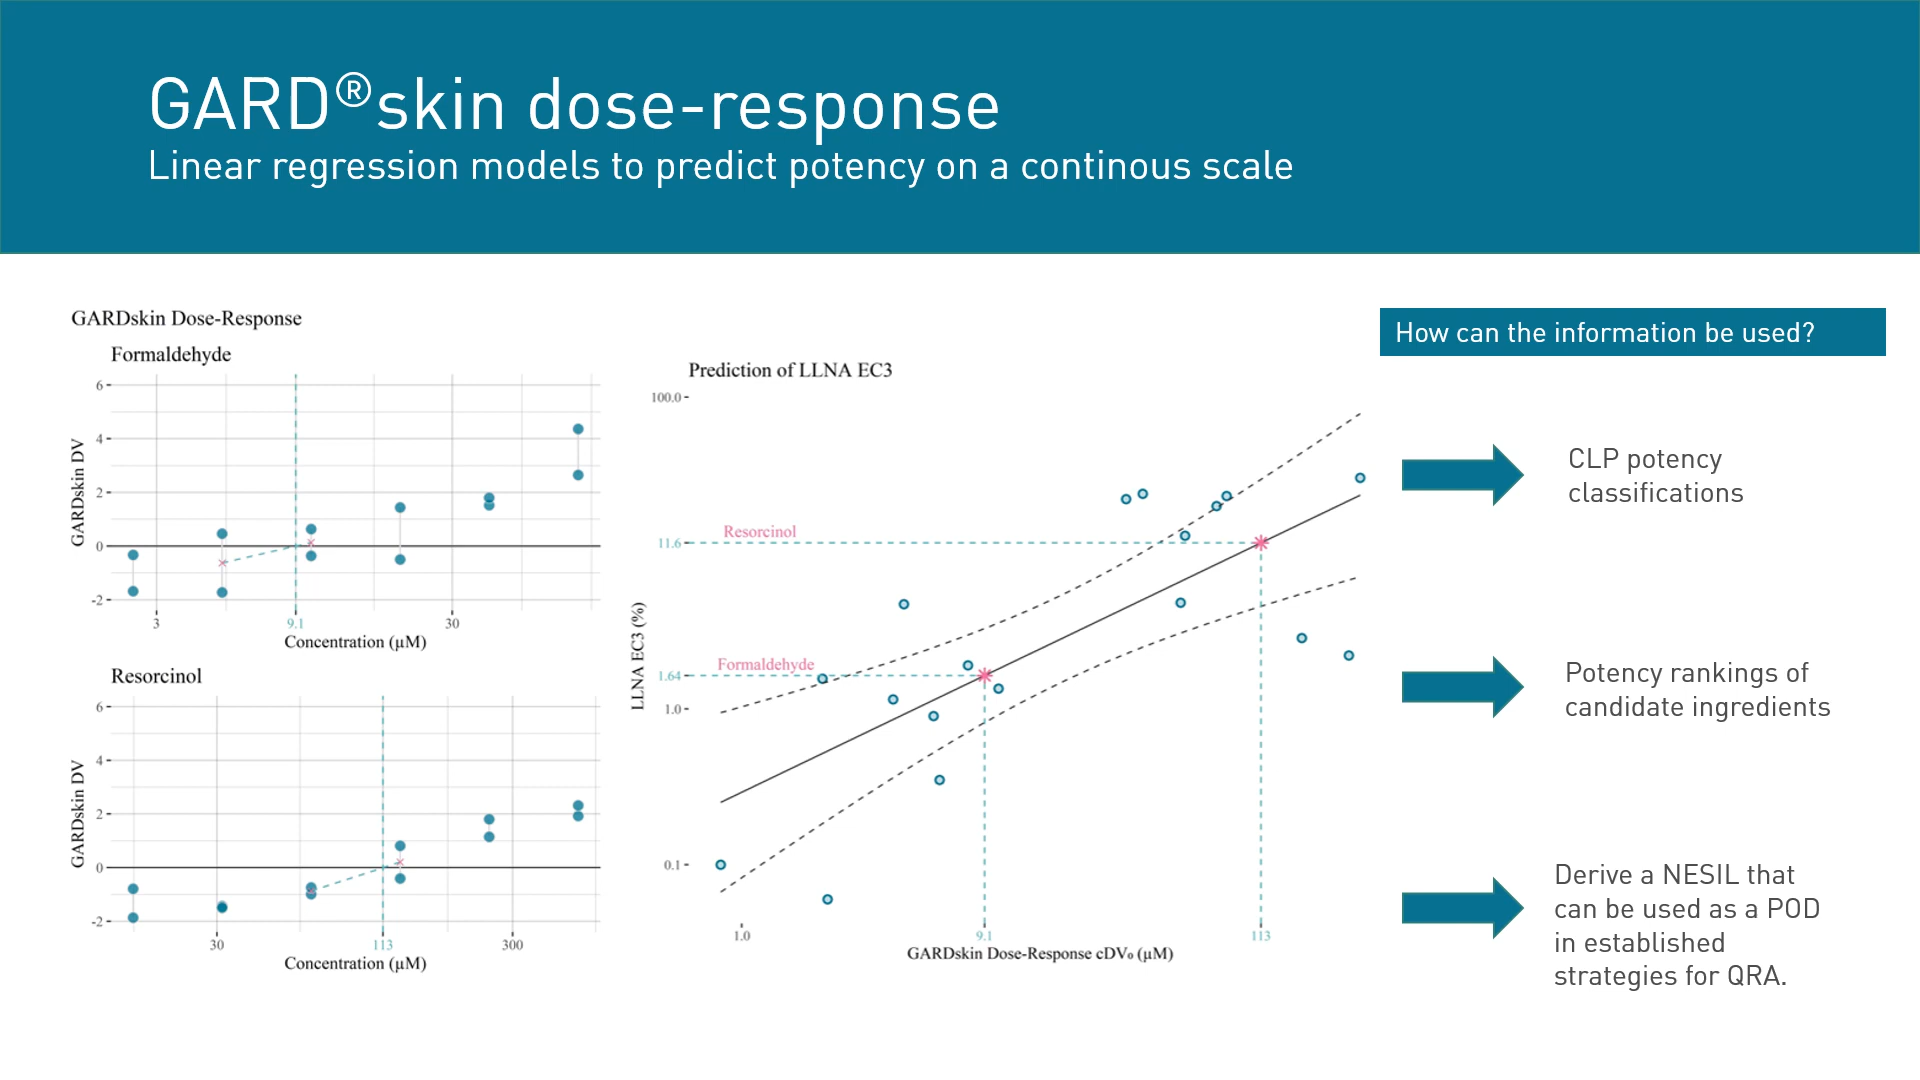 GARD®skin dose-response
Linear regression models to predict potency on a continous scale
GARDskin Dose-Response
Formaldehyde
GARDskin DV
6
4
2
0
-2
3
9.1
30
Concentration (µM)
Resorcinol
GARDskin DV
6
4
2
0
-2
30
113
300
Concentration (µM)
Prediction of LLNA EC3
LLNA EC3 (%)
100.0
Resorcinol
11.6
Formaldehyde
1.64
1.0
0.1
1.0
9.1
113
GARDskin Dose-Response cDV₀ (µM)
How can the information be used?
CLP potency
classifications
Potency rankings of
candidate ingredients
Derive a NESIL that
can be used as a POD
in established
strategies for QRA.